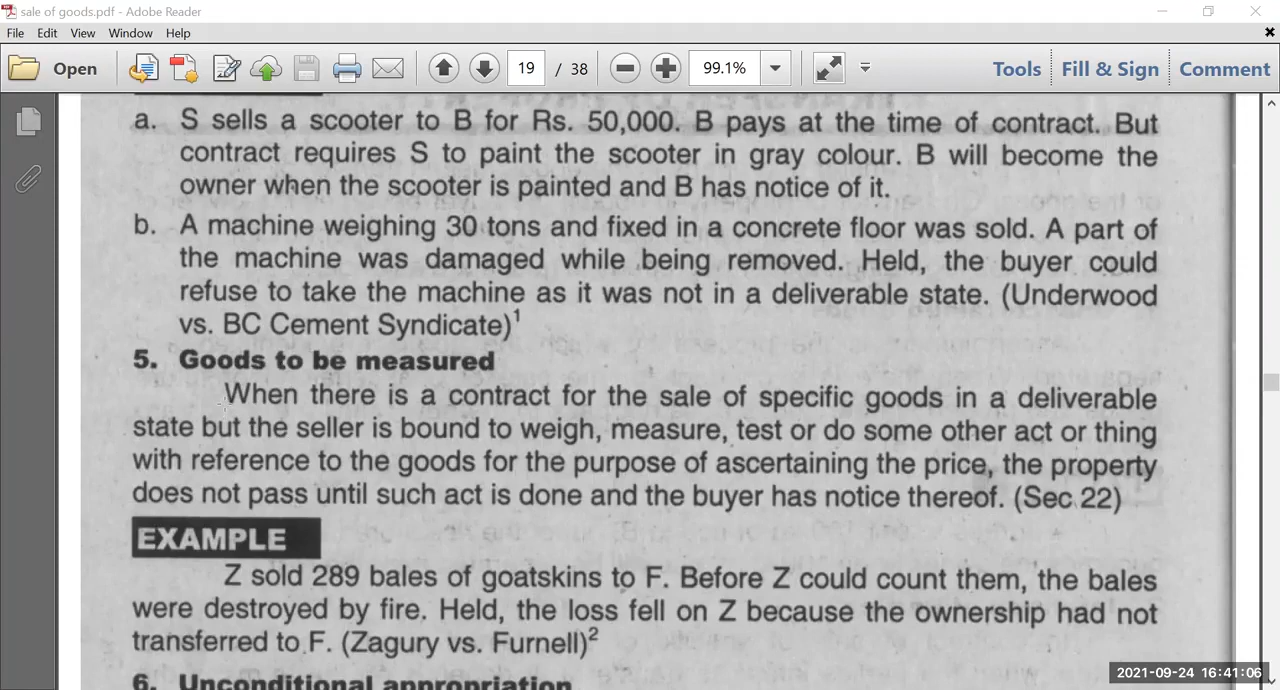 sale of goods.pdf - Adobe Reader
File Edit View Window Help
Open 19 / 38 99.1% Tools Fill & Sign Comment
a. S sells a scooter to B for Rs. 50,000. B pays at the time of contract. But
contract requires S to paint the scooter in gray colour. B will become the
owner when the scooter is painted and B has notice of it.
b. A machine weighing 30 tons and fixed in a concrete floor was sold. A part of
the machine was damaged while being removed. Held, the buyer could
refuse to take the machine as it was not in a deliverable state. (Underwood
vs. BC Cement Syndicate)1
5. Goods to be measured
When there is a contract for the sale of specific goods in a deliverable
state but the seller is bound to weigh, measure, test or do some other act or thing
with reference to the goods for the purpose of ascertaining the price, the property
does not pass until such act is done and the buyer has notice thereof. (Sec 22)
EXAMPLE
Z sold 289 bales of goatskins to F. Before Z could count them, the bales
were destroyed by fire. Held, the loss fell on Z because the ownership had not
transferred to F. (Zagury vs. Furnell)2
6. Unconditional appropriation
2021-09-24 16:41:06